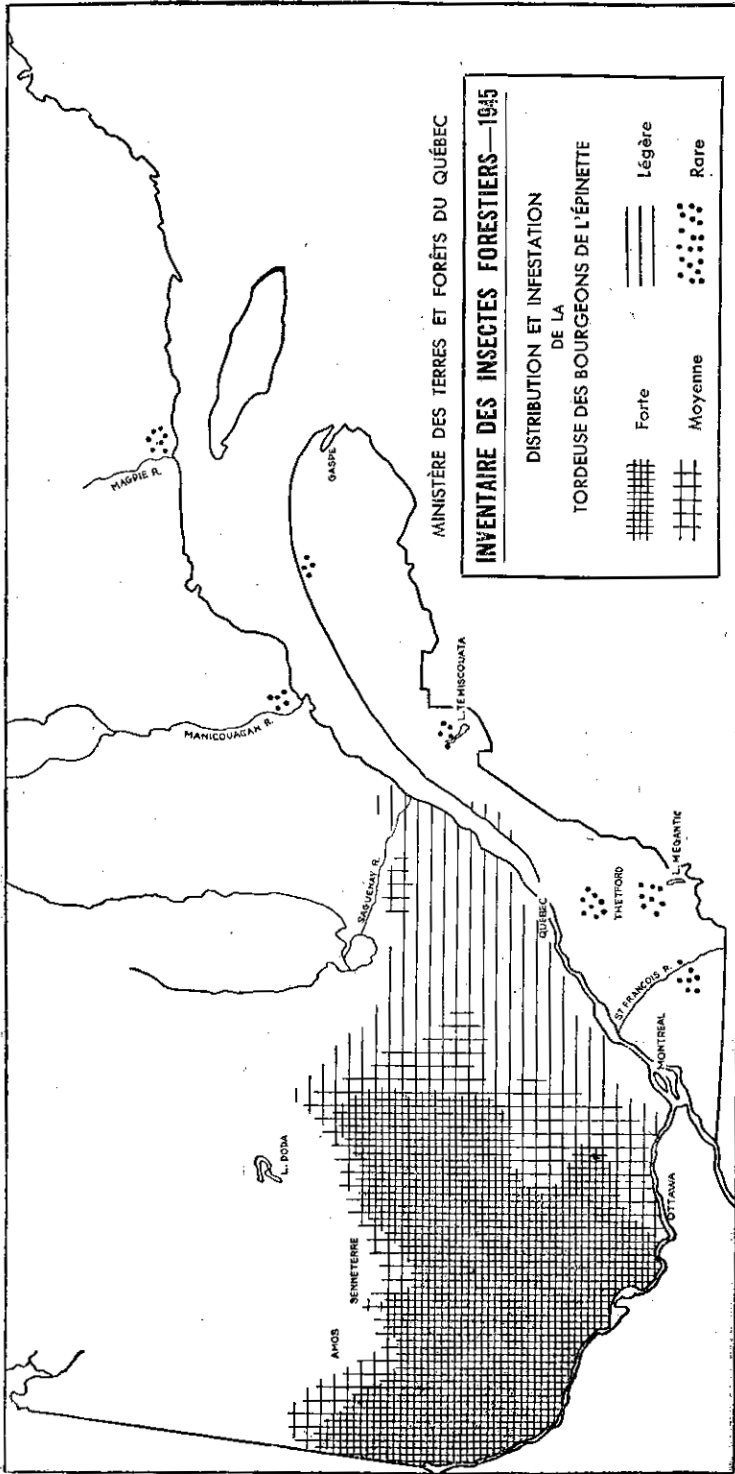 MINISTÈRE DES TERRES ET FORÊTS DU QUÉBEC
INVENTAIRE DES INSECTES FORESTIERS—1945
DISTRIBUTION ET INFESTATION
DE LA
TORDEUSE DES BOURGEONS DE L'ÉPINETTE
Forte
Légère
Moyenne
Rare
MAGPIE R.
GASPE
MANICOUAGAN R.
L. TEMISCOUATA
SAGUENAY R.
L. MEGANTIC
THETFORD
QUÉBEC
ST FRANCOIS R.
MONTREAL
L. DODA
OTTAWA
SENNETERRE
AMOS